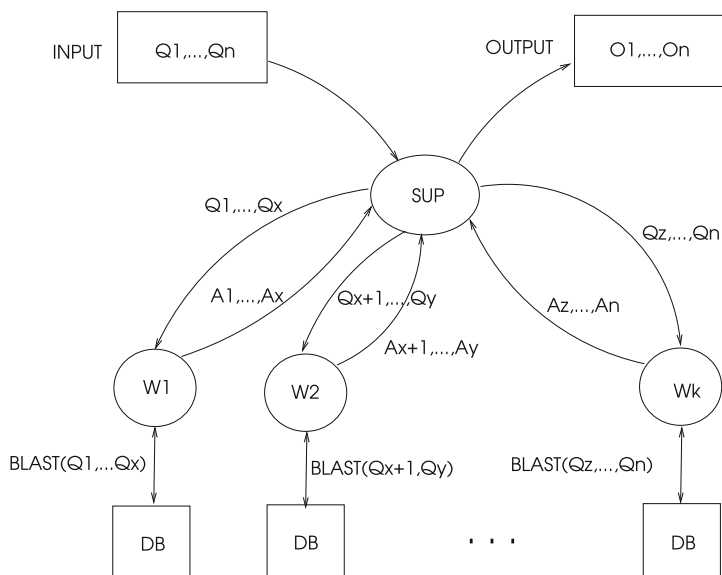 INPUT
Q1,...,Qn
OUTPUT
O1,...,On
SUP
Q1,...,Qx
Qz,...,Qn
A1,...,Ax
Qx+1,...,Qy
Az,...,An
Ax+1,...,Ay
W1
W2
Wk
BLAST(Q1,...Qx)
BLAST(Qx+1,Qy)
BLAST(Qz,...,Qn)
DB
DB
. . .
DB